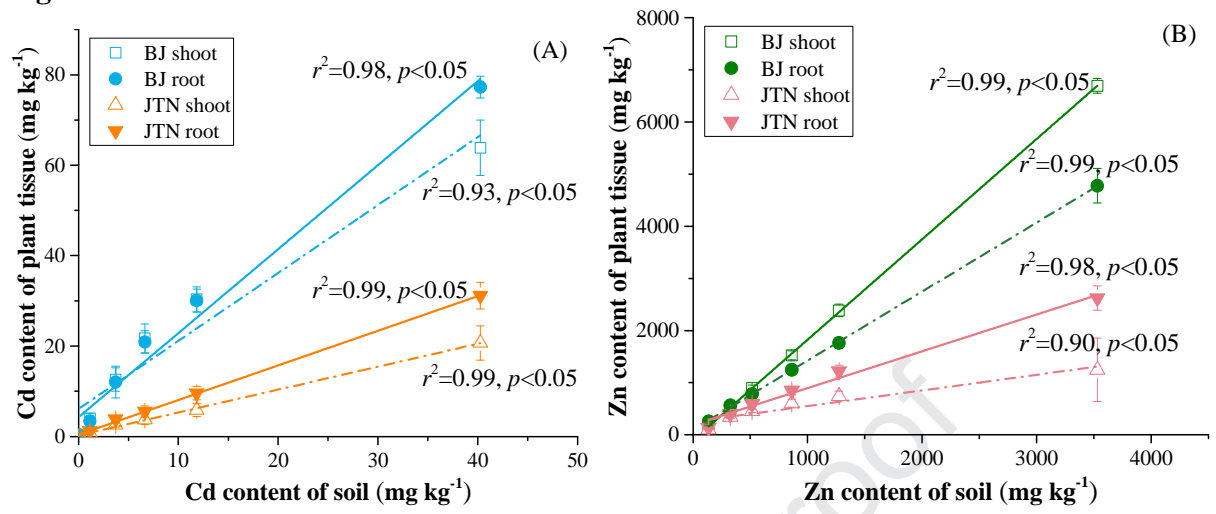 (A)
BJ shoot
BJ root
JTN shoot
JTN root
r²=0.98, p<0.05
r²=0.93, p<0.05
r²=0.99, p<0.05
r²=0.99, p<0.05
Cd content of plant tissue (mg kg⁻¹)
80
60
40
20
0
0 10 20 30 40 50
Cd content of soil (mg kg⁻¹)
(B)
BJ shoot
BJ root
JTN shoot
JTN root
r²=0.99, p<0.05
r²=0.99, p<0.05
r²=0.98, p<0.05
r²=0.90, p<0.05
Zn content of plant tissue (mg kg⁻¹)
8000
6000
4000
2000
0
0 1000 2000 3000 4000
Zn content of soil (mg kg⁻¹)